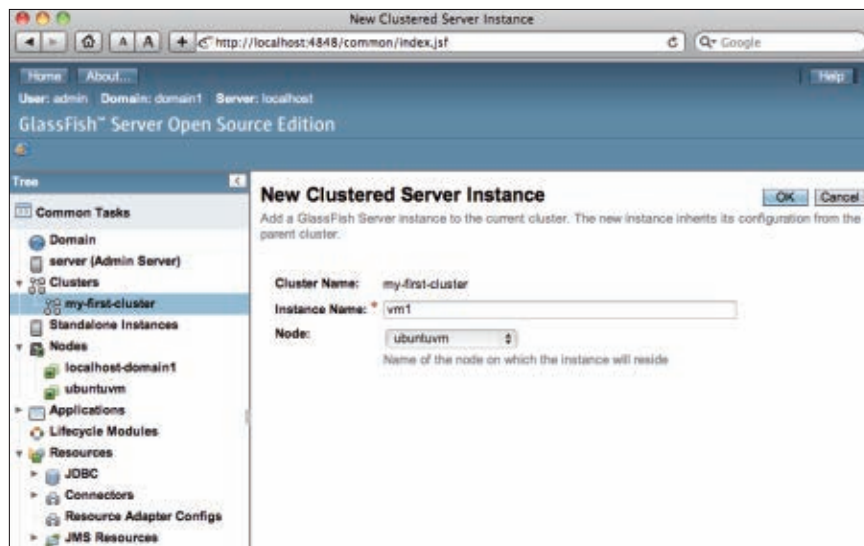 New Clustered Server Instance
A A + http://localhost:4848/common/index.jsf Google
Home About... Help
User: admin Domain: domain1 Server: localhost
GlassFish™ Server Open Source Edition
Tree
Common Tasks
Domain
server (Admin Server)
Clusters
my-first-cluster
Standalone Instances
Nodes
localhost-domain1
ubuntuvm
Applications
Lifecycle Modules
Resources
JDBC
Connectors
Resource Adapter Configs
JMS Resources
New Clustered Server Instance OK Cancel
Add a GlassFish Server instance to the current cluster. The new instance inherits its configuration from the
parent cluster.
Cluster Name: my-first-cluster
Instance Name: * vm1
Node: ubuntuvm
Name of the node on which the instance will reside